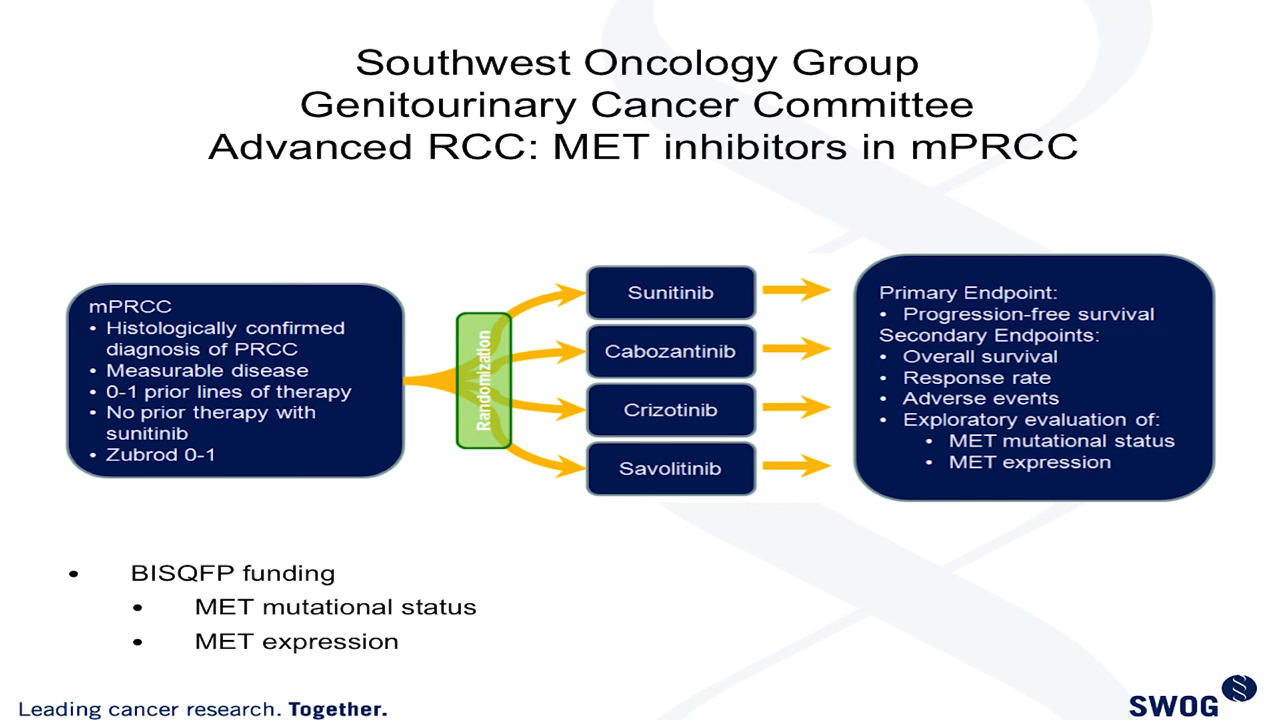 Southwest Oncology Group
Genitourinary Cancer Committee
Advanced RCC: MET inhibitors in mPRCC
mPRCC
• Histologically confirmed
diagnosis of PRCC
• Measurable disease
• 0-1 prior lines of therapy
• No prior therapy with
sunitinib
• Zubrod 0-1
Randomization
Sunitinib
Cabozantinib
Crizotinib
Savolitinib
Primary Endpoint:
• Progression-free survival
Secondary Endpoints:
• Overall survival
• Response rate
• Adverse events
• Exploratory evaluation of:
• MET mutational status
• MET expression
• BISQFP funding
• MET mutational status
• MET expression
Leading cancer research. Together.
SWOG